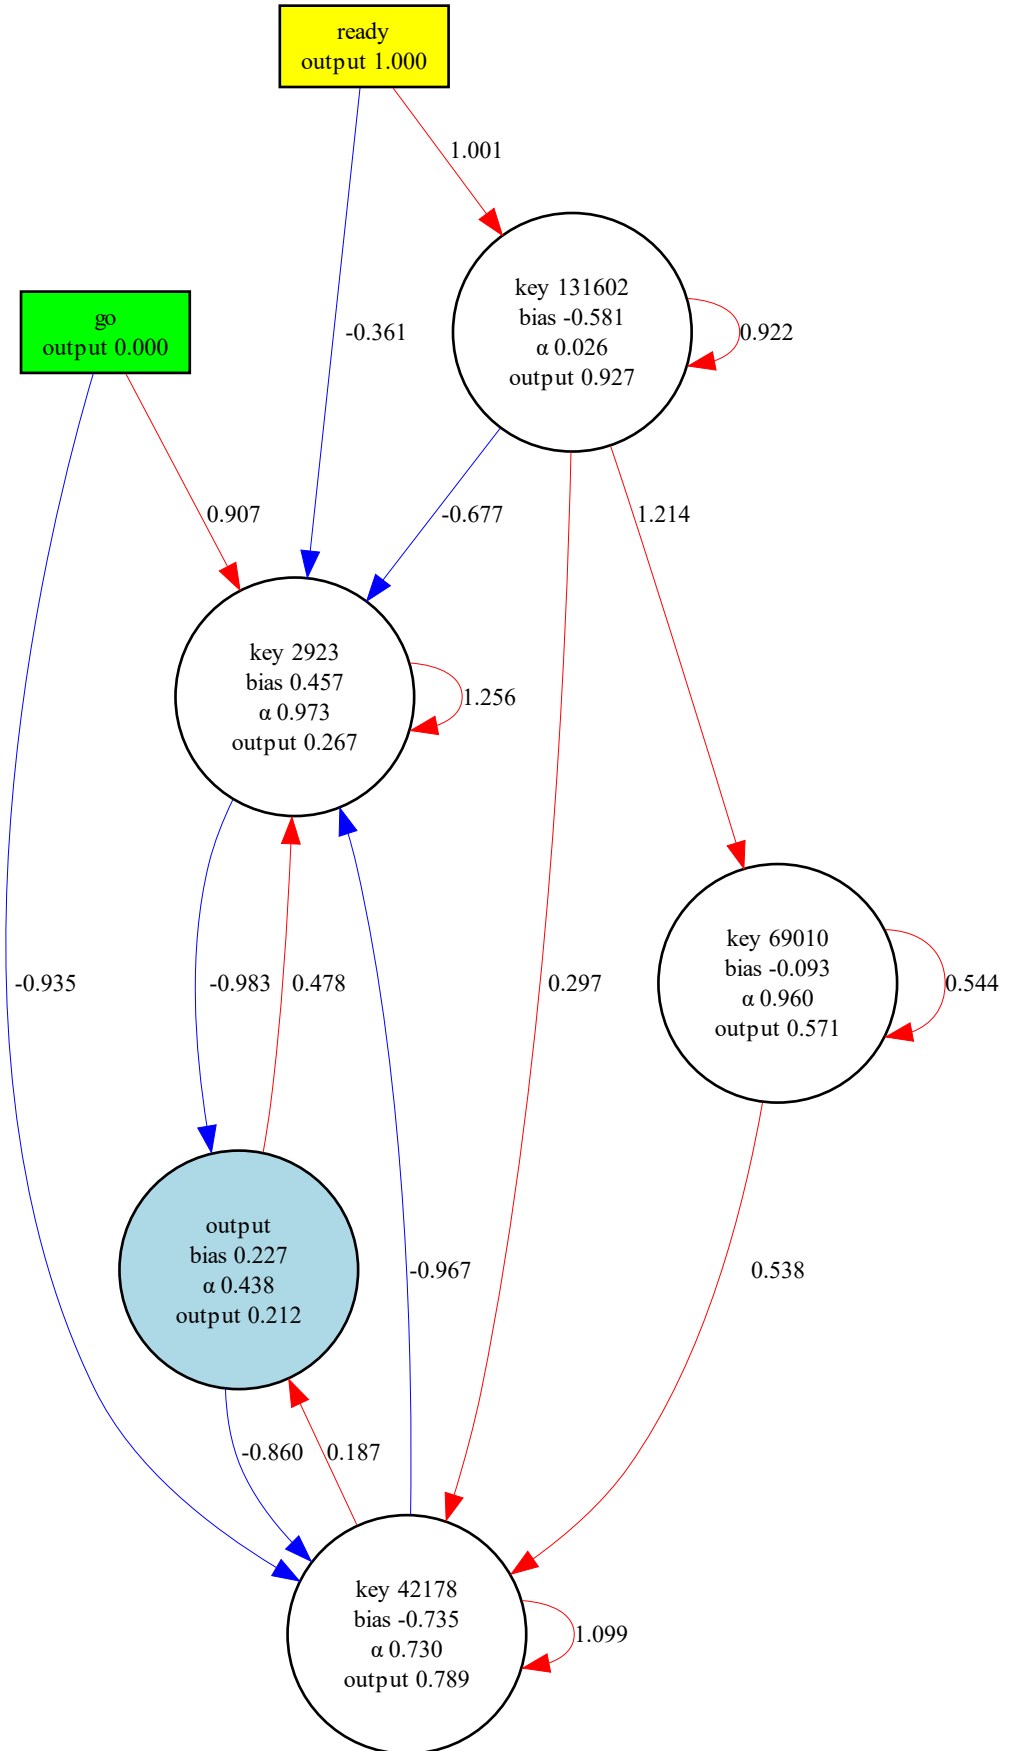 ready
output 1.000
1.001
key 131602
bias -0.581
α 0.026
output 0.927
0.922
go
output 0.000
-0.361
0.907
-0.677
1.214
key 2923
bias 0.457
α 0.973
output 0.267
1.256
key 69010
bias -0.093
α 0.960
output 0.571
0.544
-0.935
-0.983
0.478
0.297
output
bias 0.227
α 0.438
output 0.212
-0.967
0.538
-0.860
0.187
key 42178
bias -0.735
α 0.730
output 0.789
1.099